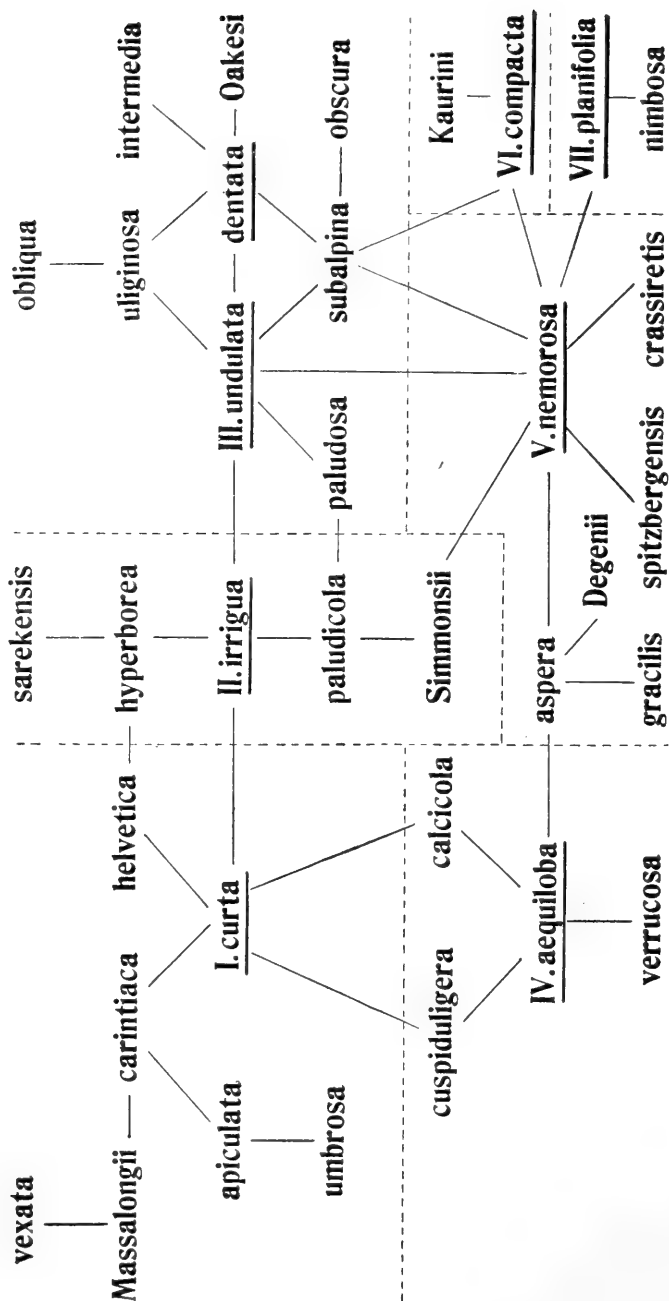 vexata
sarekensis
obliqua
Massalongii
carintiaca
helvetica
hyperborea
uliginosa
intermedia
apiculata
I. curta
II. irrigua
III. undulata
dentata
Oakesi
umbrosa
paludicola
paludosa
subalpina
obscura
cuspiduligera
calcicola
Simmonsii
Kaurini
IV. aequiloba
aspera
V. nemorosa
VI. compacta
Degenii
VII. planifolia
verrucosa
gracilis
spitzbergensis
crassiretis
nimbosa